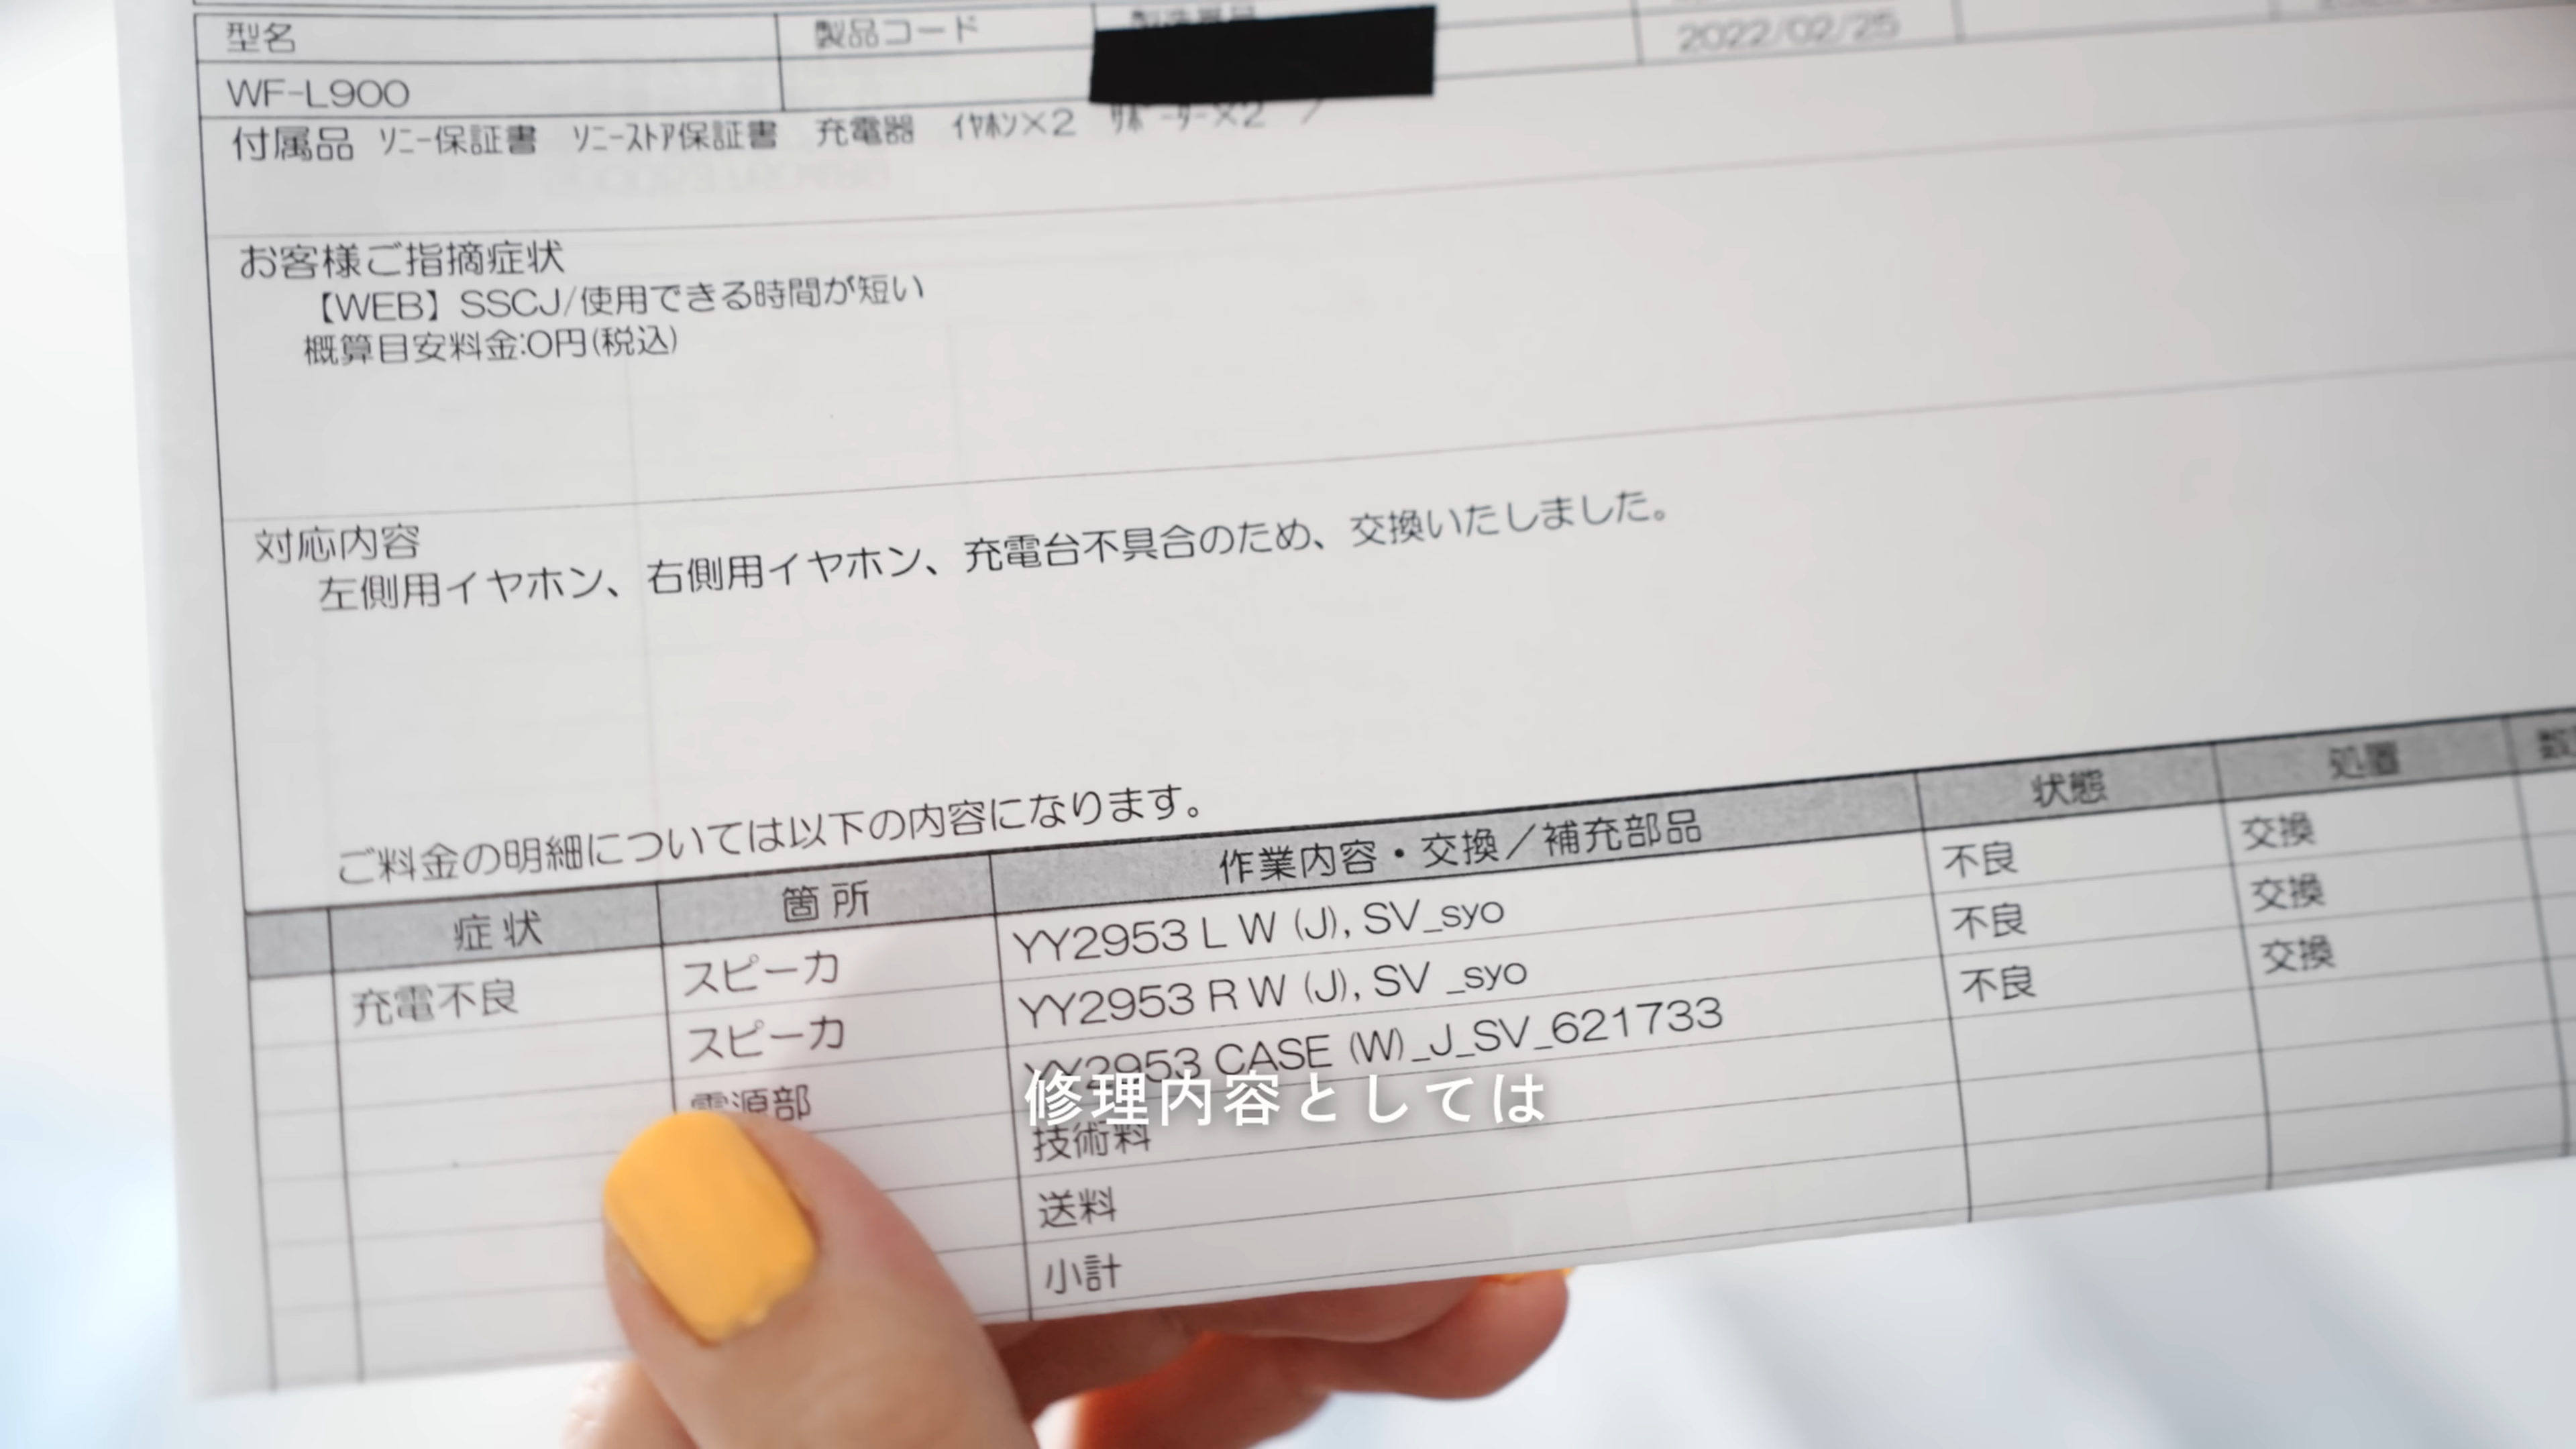 型名 製品コード
2022/02/25
WF-L900
付属品 ｿﾆｰ保証書 ｿﾆｰｽﾄｱ保証書 充電器 ｲﾔﾎﾝ×2 ｻﾎﾟｰﾀｰ×2 /
お客様ご指摘症状
【WEB】SSCJ/使用できる時間が短い
概算目安料金:0円(税込)
対応内容
左側用イヤホン、右側用イヤホン、充電台不具合のため、交換いたしました。
ご料金の明細については以下の内容になります。
症状 箇所 作業内容・交換／補充部品 状態 処置
充電不良 スピーカ YY2953 L W (J), SV_syo 不良 交換
スピーカ YY2953 R W (J), SV _syo 不良 交換
電源部 YY2953 CASE (W)_J_SV_621733 不良 交換
修理内容としては
技術料
送料
小計